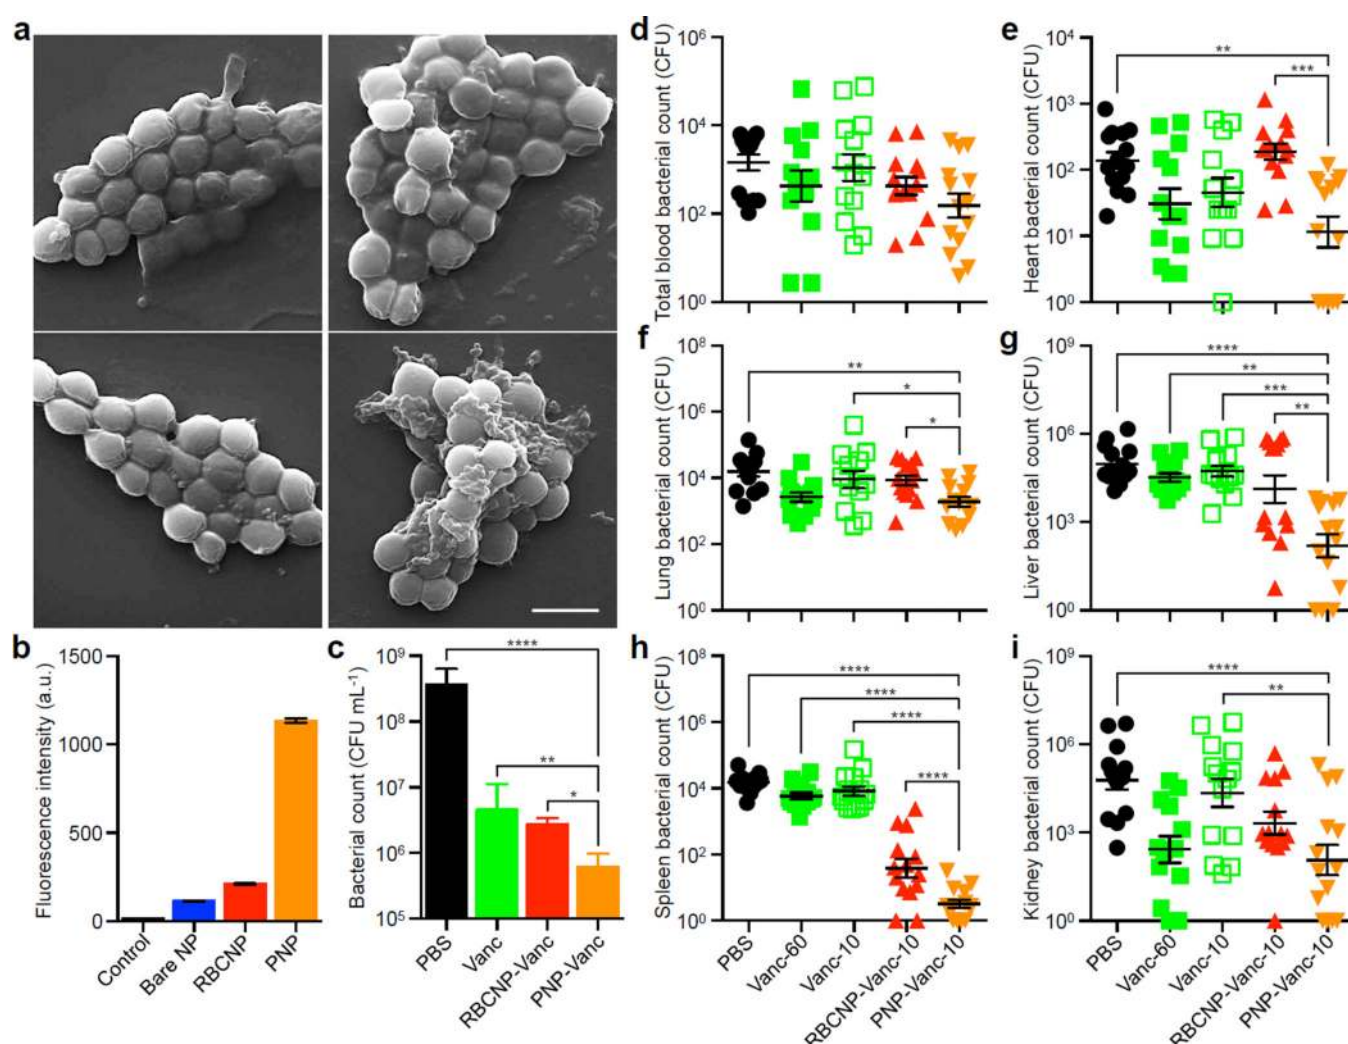 a
b
Fluorescence intensity (a.u.)
1500
1000
500
0
Control
Bare NP
RBCNP
PNP
c
Bacterial count (CFU mL⁻¹)
10⁹
10⁸
10⁷
10⁶
10⁵
****
**
*
PBS
Vanc
RBCNP-Vanc
PNP-Vanc
d
Total blood bacterial count (CFU)
10⁶
10⁴
10²
10⁰
e
Heart bacterial count (CFU)
10⁴
10³
10²
10¹
10⁰
**
***
f
Lung bacterial count (CFU)
10⁸
10⁶
10⁴
10²
10⁰
**
*
*
g
Liver bacterial count (CFU)
10⁹
10⁶
10³
10⁰
****
**
***
**
h
Spleen bacterial count (CFU)
10⁸
10⁶
10⁴
10²
10⁰
****
****
****
****
PBS
Vanc-60
Vanc-10
RBCNP-Vanc-10
PNP-Vanc-10
i
Kidney bacterial count (CFU)
10⁹
10⁶
10³
10⁰
****
**
PBS
Vanc-60
Vanc-10
RBCNP-Vanc-10
PNP-Vanc-10